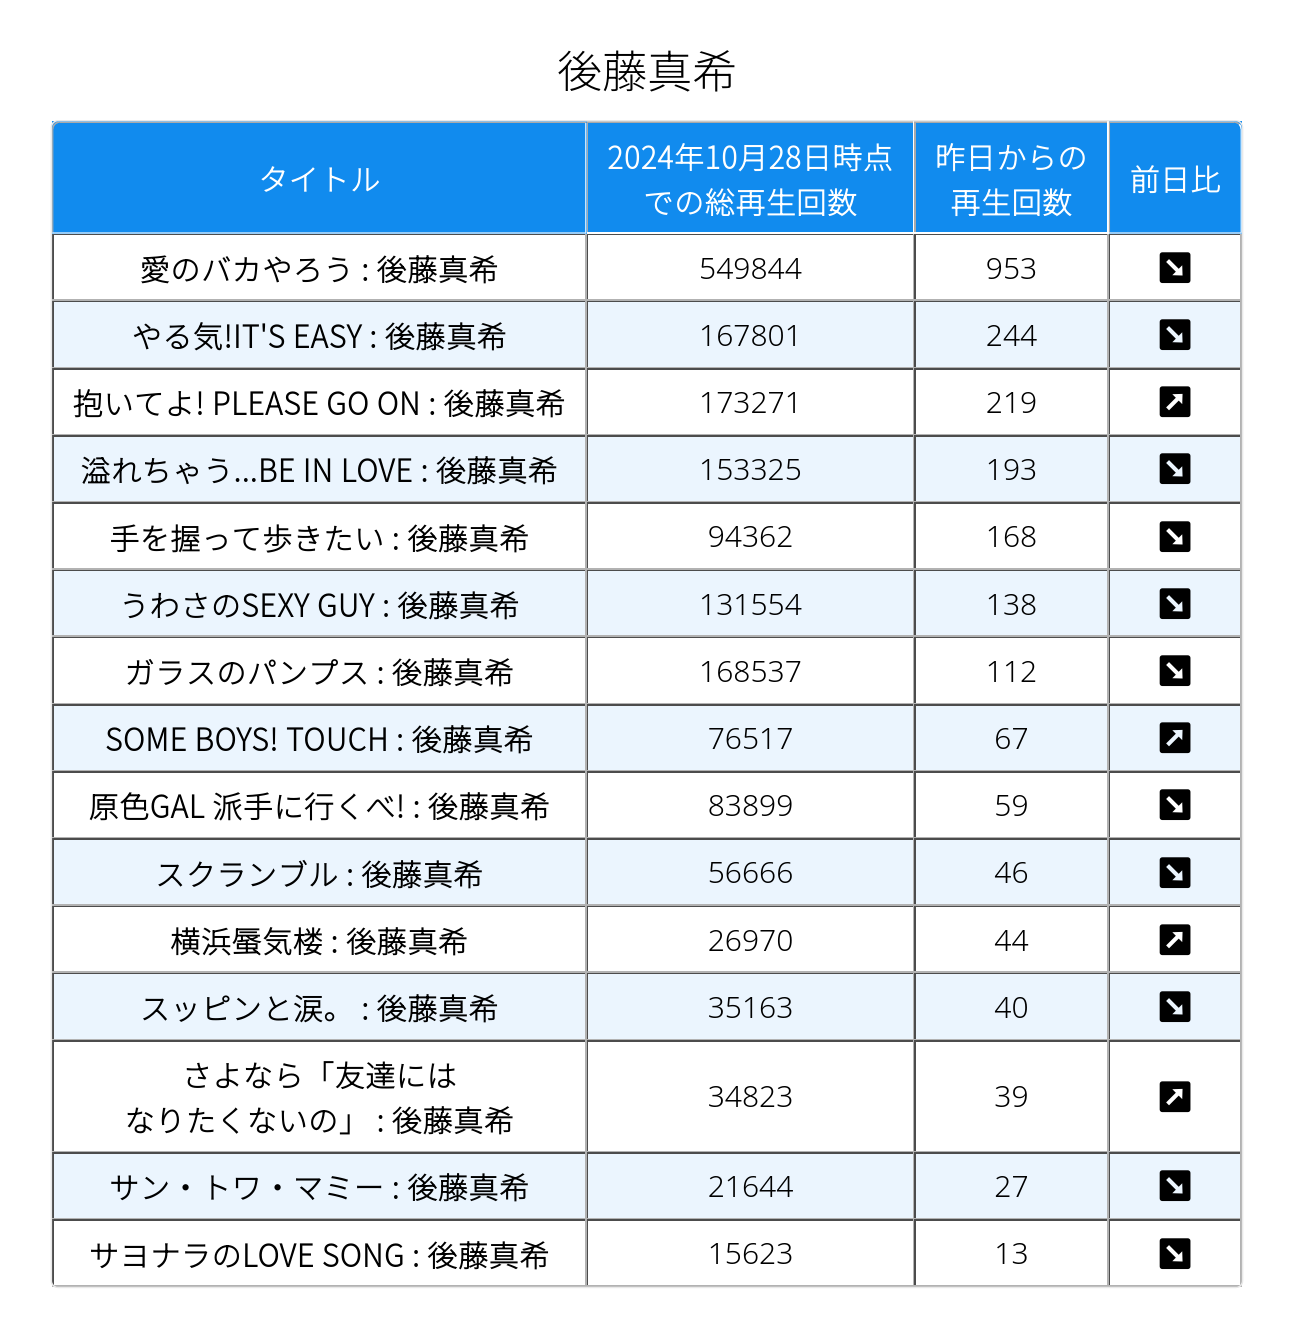 後藤真希
タイトル
2024年10月28日時点
での総再生回数
昨日からの
再生回数
前日比
愛のバカやろう : 後藤真希 549844 953 ↘
やる気!IT'S EASY : 後藤真希 167801 244 ↘
抱いてよ! PLEASE GO ON : 後藤真希 173271 219 ↗
溢れちゃう...BE IN LOVE : 後藤真希 153325 193 ↘
手を握って歩きたい : 後藤真希 94362 168 ↘
うわさのSEXY GUY : 後藤真希 131554 138 ↘
ガラスのパンプス : 後藤真希 168537 112 ↘
SOME BOYS! TOUCH : 後藤真希 76517 67 ↗
原色GAL 派手に行くべ! : 後藤真希 83899 59 ↘
スクランブル : 後藤真希 56666 46 ↘
横浜蜃気楼 : 後藤真希 26970 44 ↗
スッピンと涙。 : 後藤真希 35163 40 ↘
さよなら「友達には
なりたくないの」 : 後藤真希 34823 39 ↗
サン・トワ・マミー : 後藤真希 21644 27 ↘
サヨナラのLOVE SONG : 後藤真希 15623 13 ↘